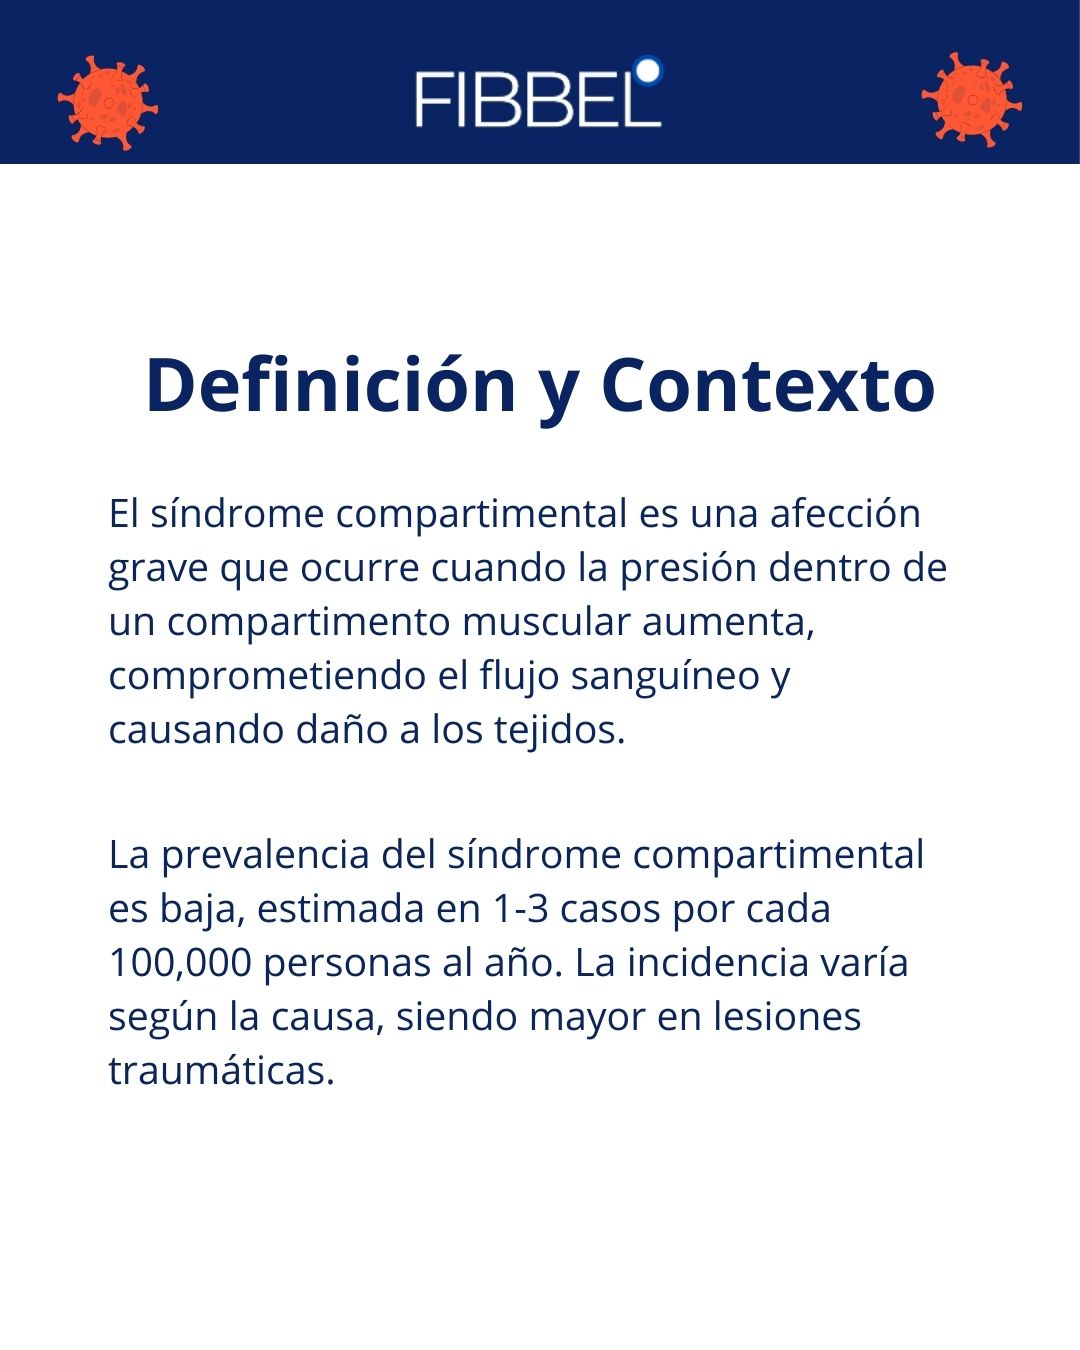 FIBBEL
Definición y Contexto
El síndrome compartimental es una afección
grave que ocurre cuando la presión dentro de
un compartimento muscular aumenta,
comprometiendo el flujo sanguíneo y
causando daño a los tejidos.
La prevalencia del síndrome compartimental
es baja, estimada en 1-3 casos por cada
100,000 personas al año. La incidencia varía
según la causa, siendo mayor en lesiones
traumáticas.